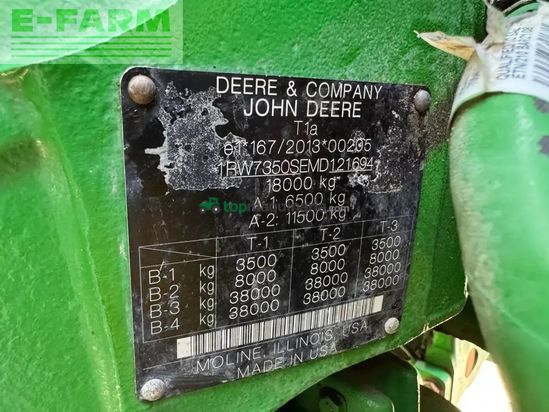 E-FARM
DEERE & COMPANY
JOHN DEERE
T1a
e1*167/2013*00205
1RW7350SEMD121694
18000 kg
A-1: 6500 kg
A-2: 11500 kg
T-1 T-2 T-3
B-1 kg 3500 3500 3500
B-2 kg 8000 8000 8000
B-3 kg 38000 38000 38000
B-4 kg 38000 38000 38000
MOLINE, ILLINOIS, USA
MADE IN USA